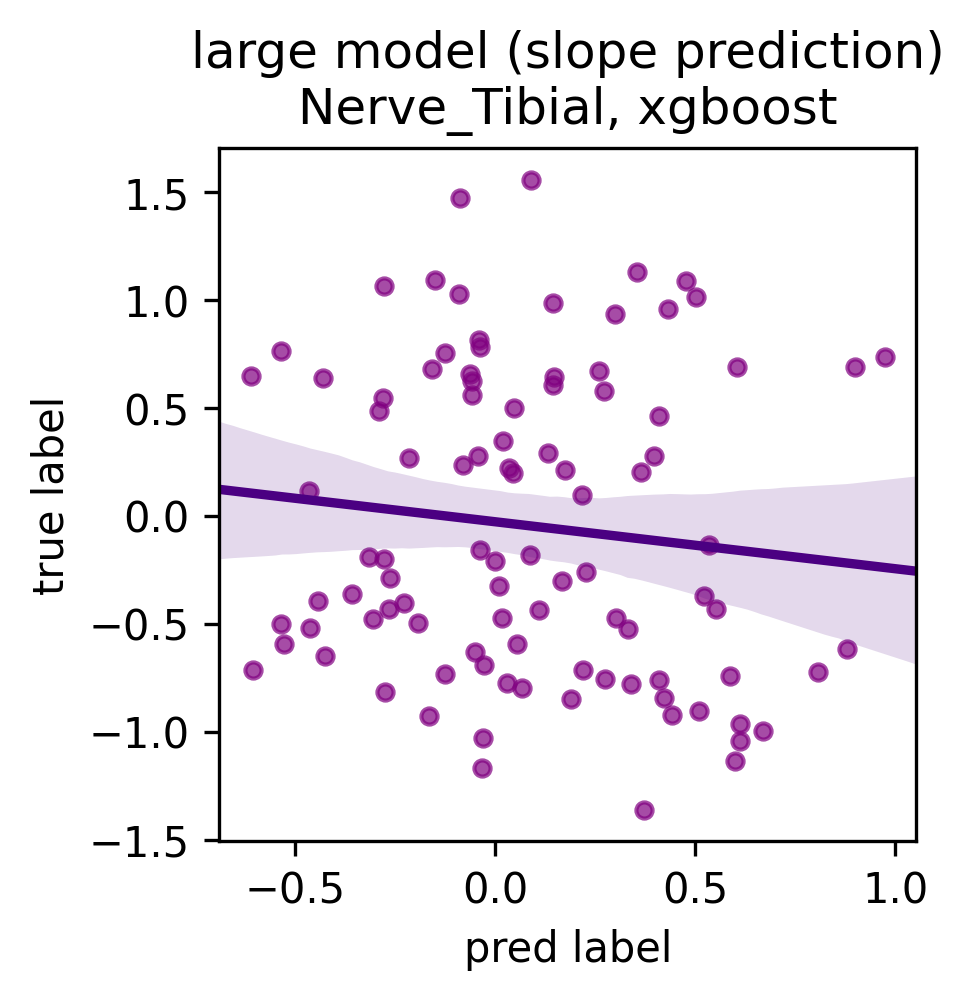 large model (slope prediction)
Nerve_Tibial, xgboost
true label
1.5
1.0
0.5
0.0
−0.5
−1.0
−1.5
−0.5
0.0
0.5
1.0
pred label